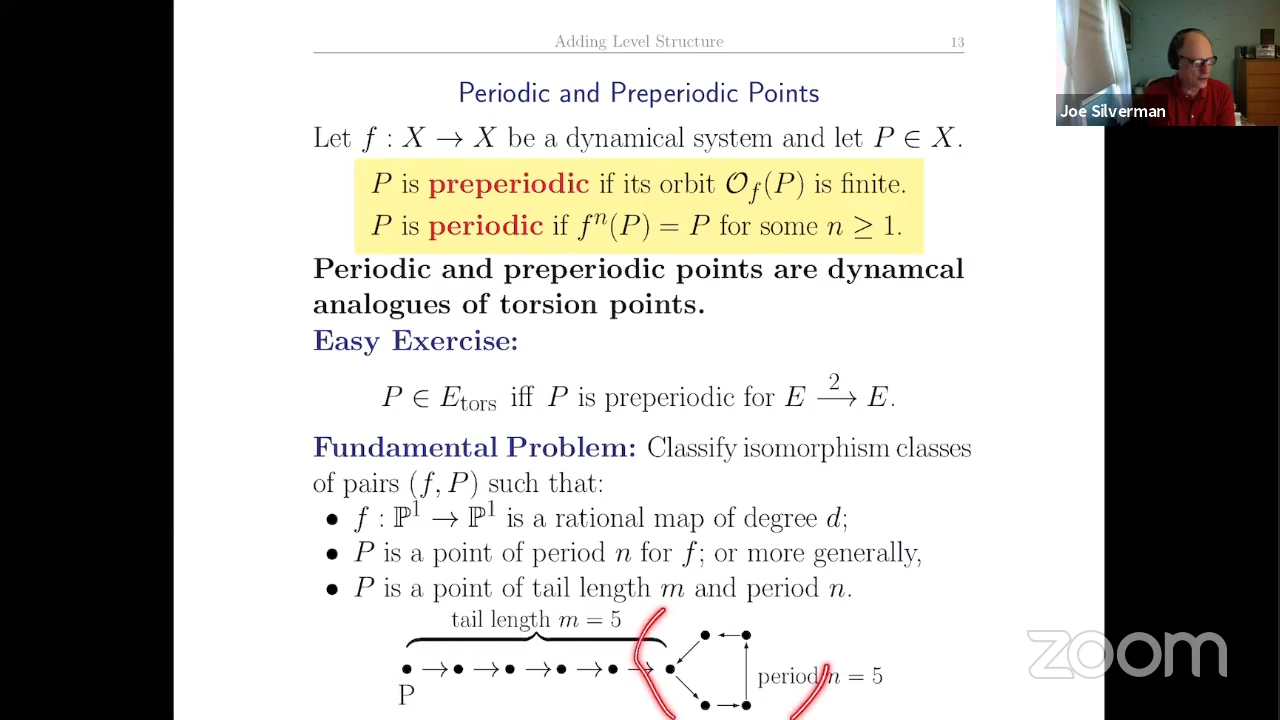 Adding Level Structure 13
Periodic and Preperiodic Points
Let f : X → X be a dynamical system and let P ∈ X.
P is preperiodic if its orbit 𝒪_f(P) is finite.
P is periodic if f^n(P) = P for some n ≥ 1.
Periodic and preperiodic points are dynamcal
analogues of torsion points.
Easy Exercise:
P ∈ E_tors iff P is preperiodic for E \xrightarrow{2} E.
Fundamental Problem: Classify isomorphism classes
of pairs (f, P) such that:
• f : ℙ^1 → ℙ^1 is a rational map of degree d;
• P is a point of period n for f; or more generally,
• P is a point of tail length m and period n.
tail length m = 5
period n = 5
P
Joe Silverman
zoom